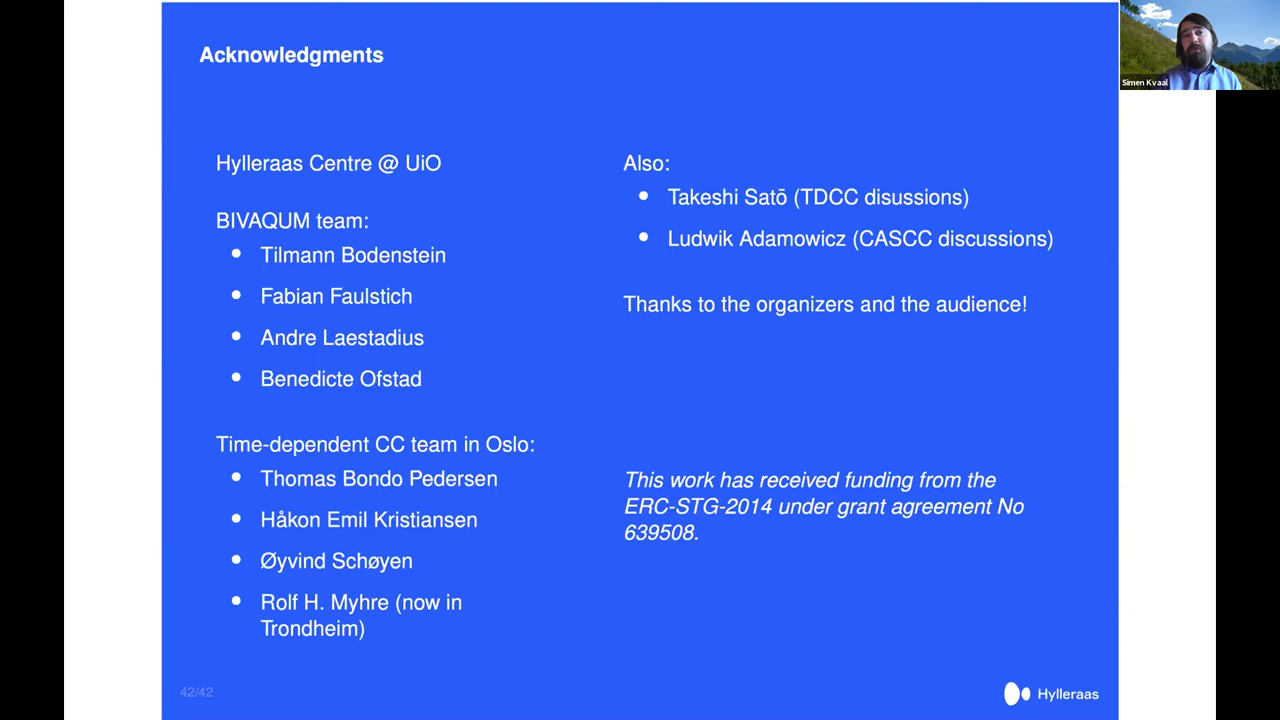 Acknowledgments
Hylleraas Centre @ UiO
BIVAQUM team:
Tilmann Bodenstein
Fabian Faulstich
Andre Laestadius
Benedicte Ofstad
Time-dependent CC team in Oslo:
Thomas Bondo Pedersen
Håkon Emil Kristiansen
Øyvind Schøyen
Rolf H. Myhre (now in
Trondheim)
Also:
Takeshi Satō (TDCC disussions)
Ludwik Adamowicz (CASCC discussions)
Thanks to the organizers and the audience!
This work has received funding from the
ERC-STG-2014 under grant agreement No
639508.
42/42
Hylleraas
Simen Kvaal